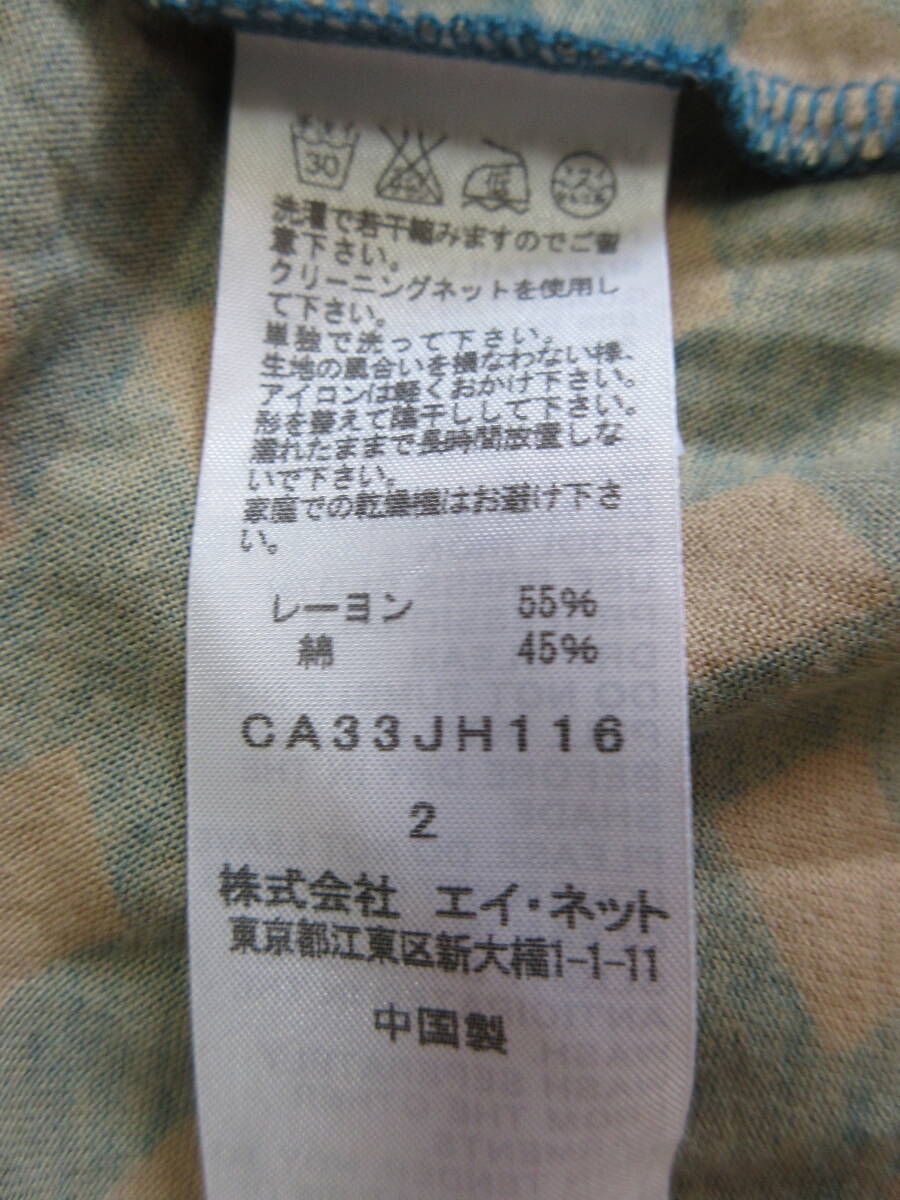 30
低
洗濯で若干縮みますのでご留
意下さい。
クリーニングネットを使用し
て下さい。
単独で洗って下さい。
生地の風合いを損なわない様、
アイロンは軽くおかけ下さい。
形を整えて陰干しして下さい。
濡れたままで長時間放置しな
いで下さい。
家庭での乾燥機はお避け下さ
い。
レーヨン 55%
綿 45%
CA33JH116
2
株式会社 エイ・ネット
東京都江東区新大橋1-1-11
中国製